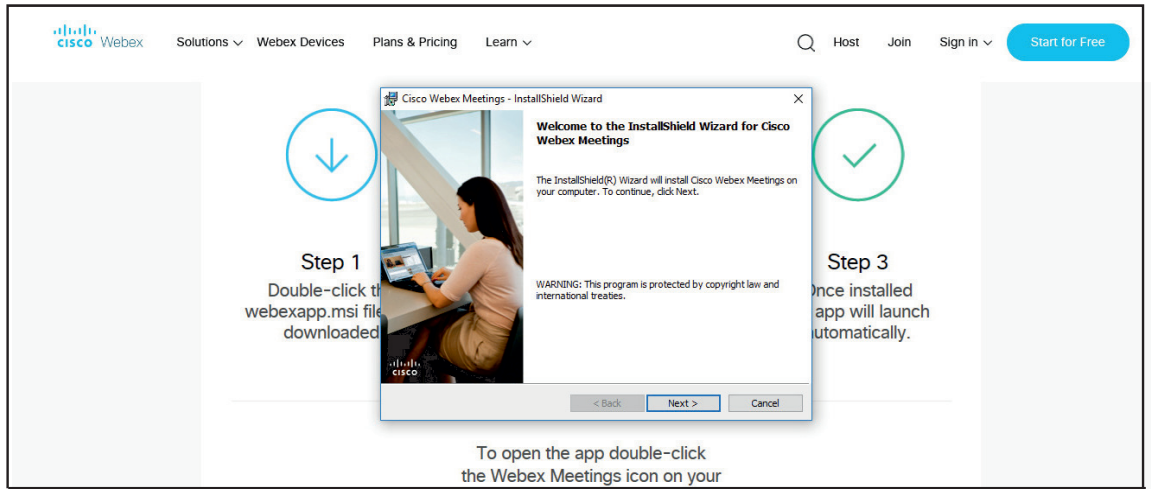 cisco Webex Solutions Webex Devices Plans & Pricing Learn Host Join Sign in Start for Free
Cisco Webex Meetings - InstallShield Wizard
Welcome to the InstallShield Wizard for Cisco
Webex Meetings
The InstallShield(R) Wizard will install Cisco Webex Meetings on
your computer. To continue, click Next.
WARNING: This program is protected by copyright law and
international treaties.
cisco
< Back Next > Cancel
Step 1
Double-click
webexapp.msi
downloaded
Step 3
installed
app will launch
To open the app double-click
the Webex Meetings icon on your